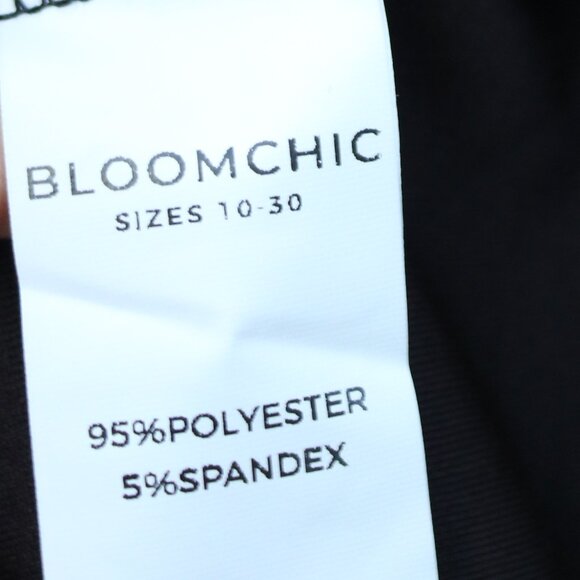 BLOOMCHIC
SIZES 10-30
95%POLYESTER
5%SPANDEX